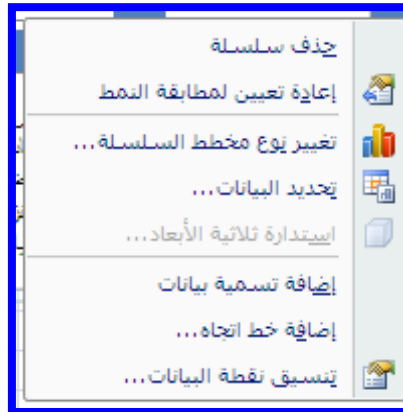 حذف سلسلة
إعادة تعيين لمطابقة النمط
تغيير نوع مخطط السلسلة...
تحديد البيانات...
استدارة ثلاثية الأبعاد...
إضافة تسمية بيانات
إضافة خط اتجاه...
تنسيق نقطة البيانات...